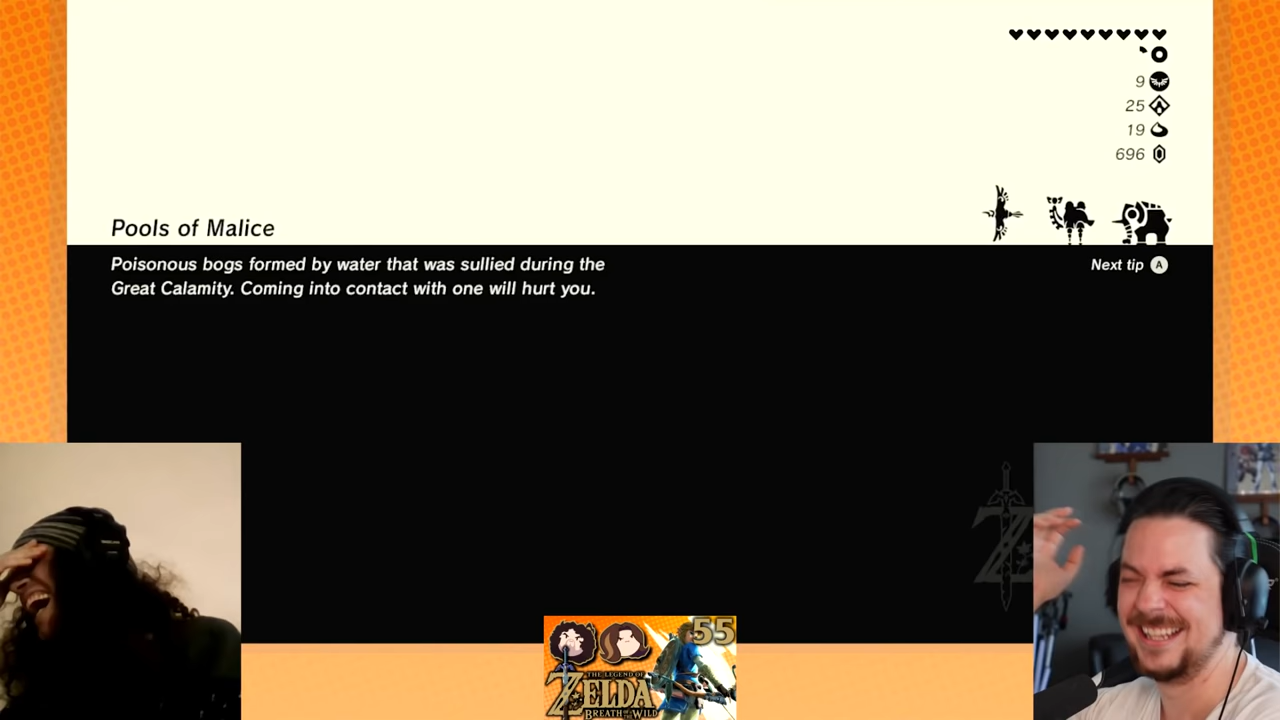 9
25
19
696
Pools of Malice
Poisonous bogs formed by water that was sullied during the
Great Calamity. Coming into contact with one will hurt you.
Next tip A
Z
55
THE LEGEND OF
ZELDA
BREATH OF THE WILD